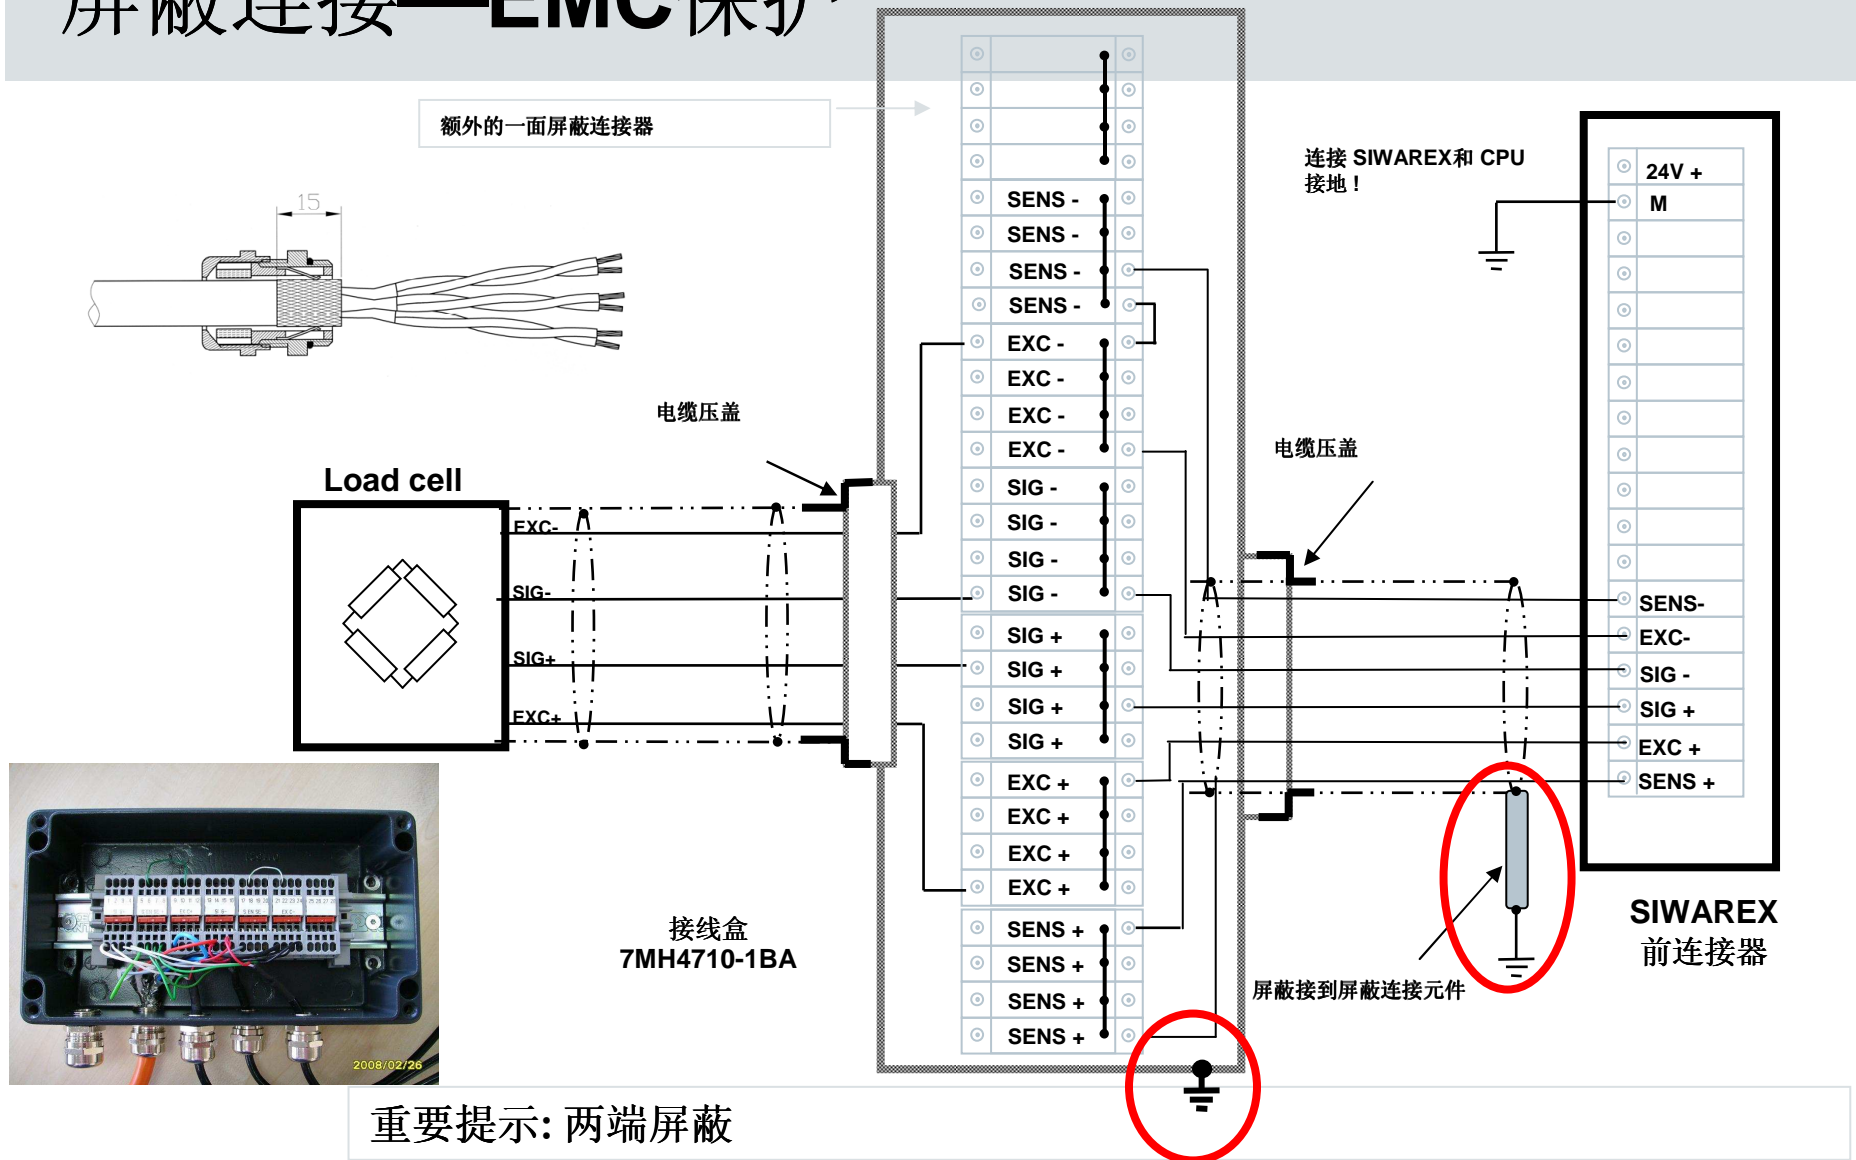 屏蔽连接—EMC保护
额外的一面屏蔽连接器
15
连接 SIWAREX和 CPU
接地！
24V +
M
SENS -
SENS -
SENS -
SENS -
EXC -
EXC -
EXC -
EXC -
SIG -
SIG -
SIG -
SIG -
SIG +
SIG +
SIG +
SIG +
EXC +
EXC +
EXC +
EXC +
SENS +
SENS +
SENS +
SENS +
电缆压盖
电缆压盖
Load cell
EXC-
SIG-
SIG+
EXC+
SENS-
EXC-
SIG -
SIG +
EXC +
SENS +
接线盒
7MH4710-1BA
SIWAREX
前连接器
屏蔽接到屏蔽连接元件
2008/02/26
重要提示: 两端屏蔽